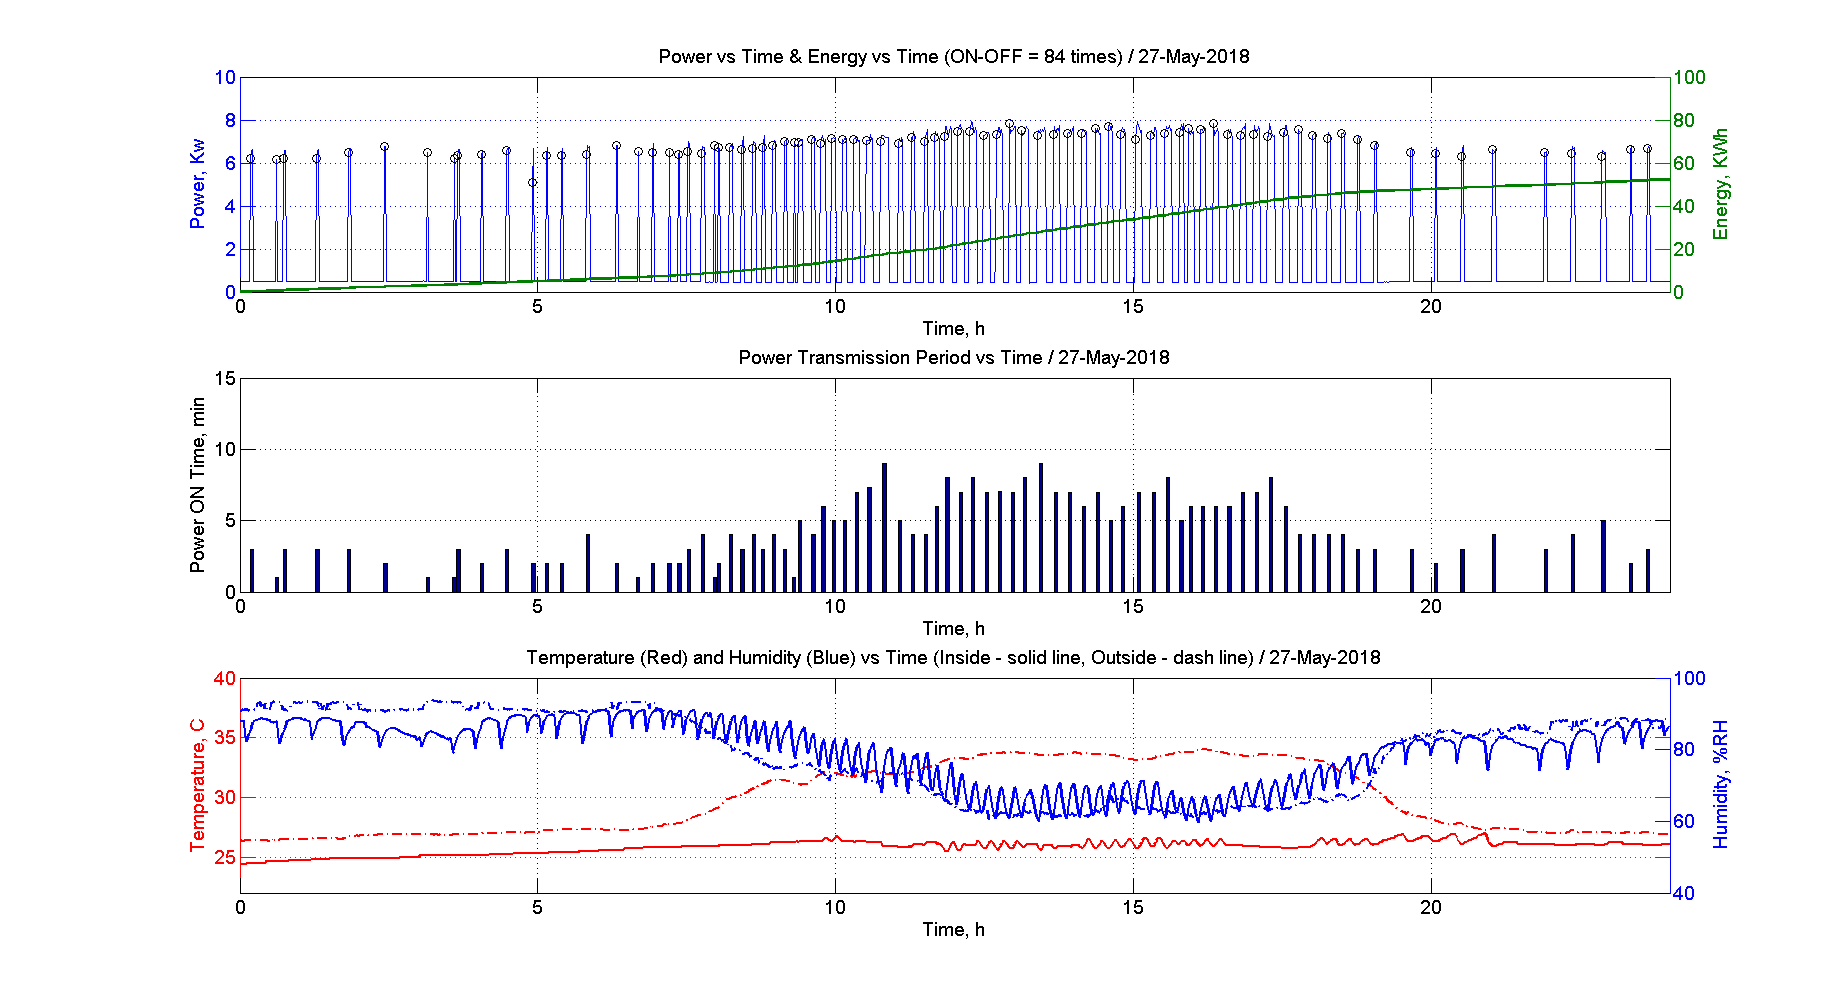 Power vs Time & Energy vs Time (ON-OFF = 84 times) / 27-May-2018
10
8
6
4
2
0
Power, Kw
100
80
60
40
20
0
Energy, KWh
0 5 10 15 20
Time, h
Power Transmission Period vs Time / 27-May-2018
15
10
5
0
Power ON Time, min
0 5 10 15 20
Time, h
Temperature (Red) and Humidity (Blue) vs Time (Inside - solid line, Outside - dash line) / 27-May-2018
40
35
30
25
Temperature, C
100
80
60
40
Humidity, %RH
0 5 10 15 20
Time, h